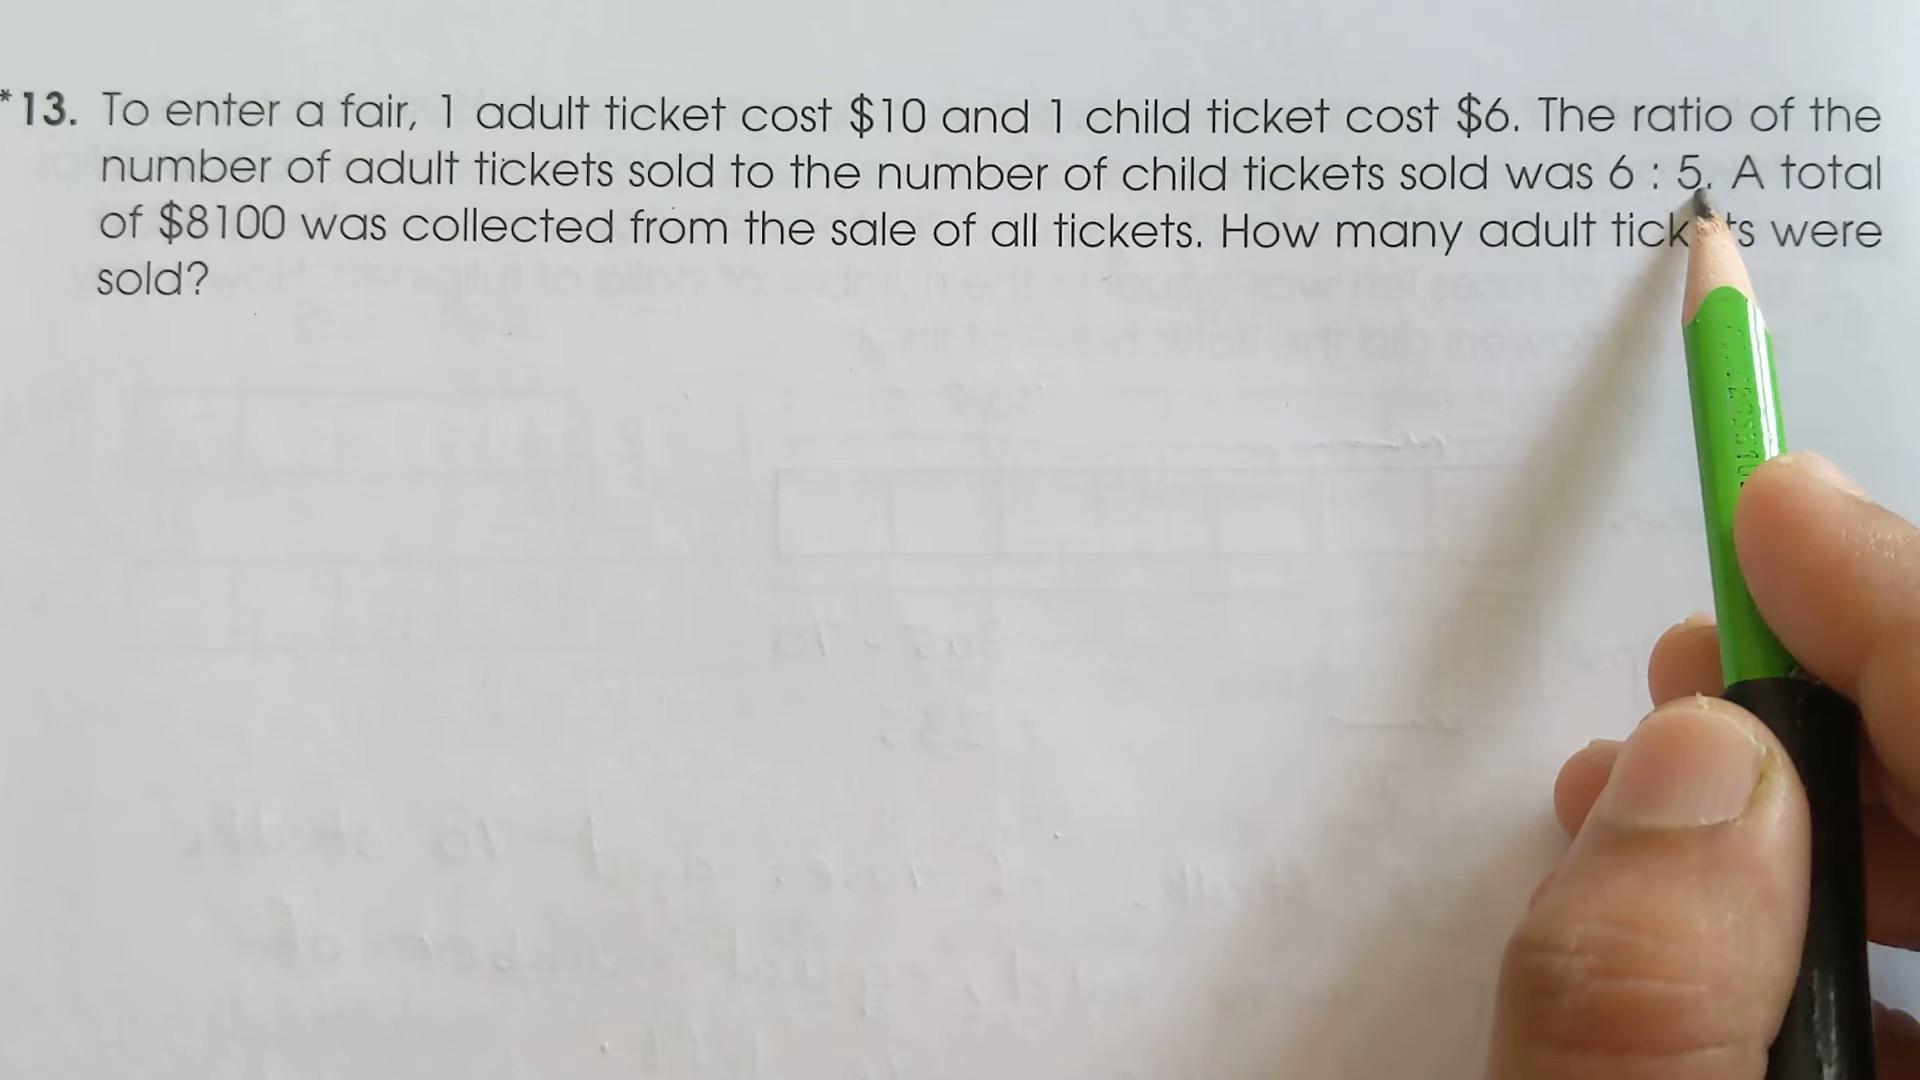 *13. To enter a fair, 1 adult ticket cost $10 and 1 child ticket cost $6. The ratio of the
number of adult tickets sold to the number of child tickets sold was 6 : 5. A total
of $8100 was collected from the sale of all tickets. How many adult tickets were
sold?